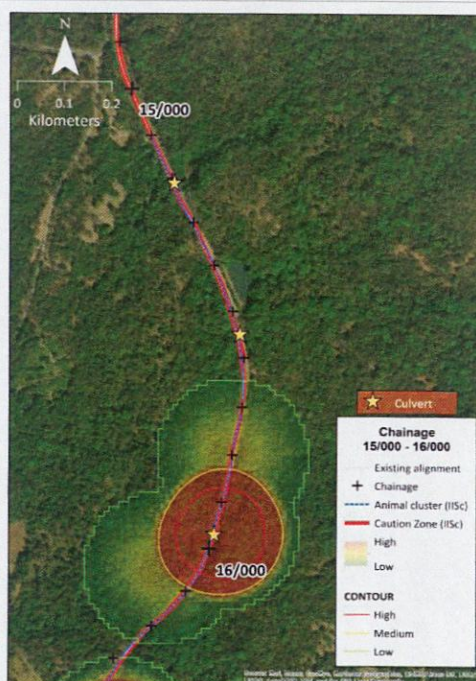 N
0 0.1 0.2
Kilometers
15/000
16/000
Culvert
Chainage
15/000 - 16/000
Existing alignment
Chainage
Animal cluster (IISc)
Caution Zone (IISc)
High
Low
CONTOUR
High
Medium
Low